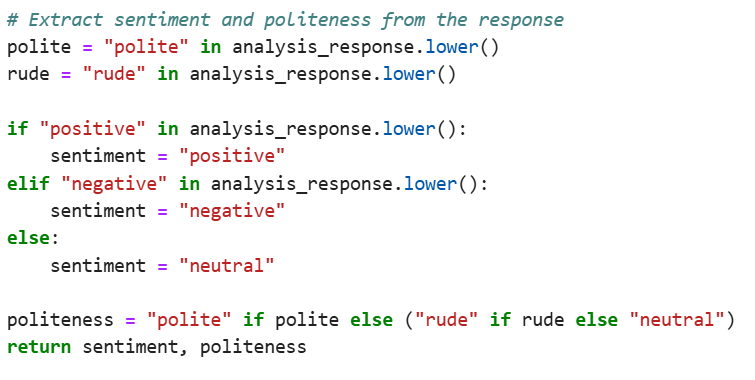 # Extract sentiment and politeness from the response
polite = "polite" in analysis_response.lower()
rude = "rude" in analysis_response.lower()

if "positive" in analysis_response.lower():
    sentiment = "positive"
elif "negative" in analysis_response.lower():
    sentiment = "negative"
else:
    sentiment = "neutral"

politeness = "polite" if polite else ("rude" if rude else "neutral")
return sentiment, politeness